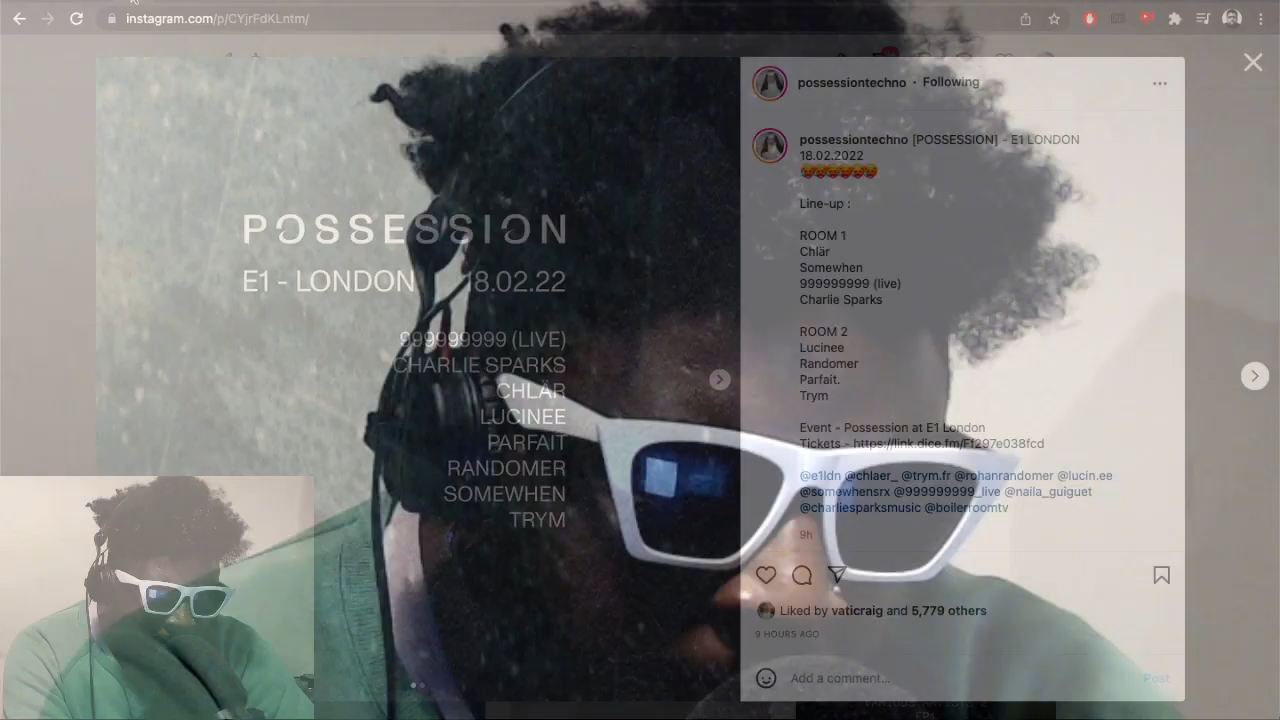 instagram.com/p/CYjrFdKLntm/
POSSESSION
E1 - LONDON 18.02.22
999999999 (LIVE)
CHARLIE SPARKS
CHLÄR
LUCINEE
PARFAIT
RANDOMER
SOMEWHEN
TRYM
possessiontechno · Following
possessiontechno [POSSESSION] - E1 LONDON
18.02.2022
Line-up :
ROOM 1
Chlär
Somewhen
999999999 (live)
Charlie Sparks
ROOM 2
Lucinee
Randomer
Parfait.
Trym
Event - Possession at E1 London
Tickets - https://link.dice.fm/Ff297e038fcd
@e1ldn @chlaer_ @trym.fr @rohanrandomer @lucin.ee
@somewhensrx @999999999_live @naila_guiguet
@charliesparksmusic @boilerroomtv
9h
Liked by vaticraig and 5,779 others
9 HOURS AGO
Add a comment...
Post